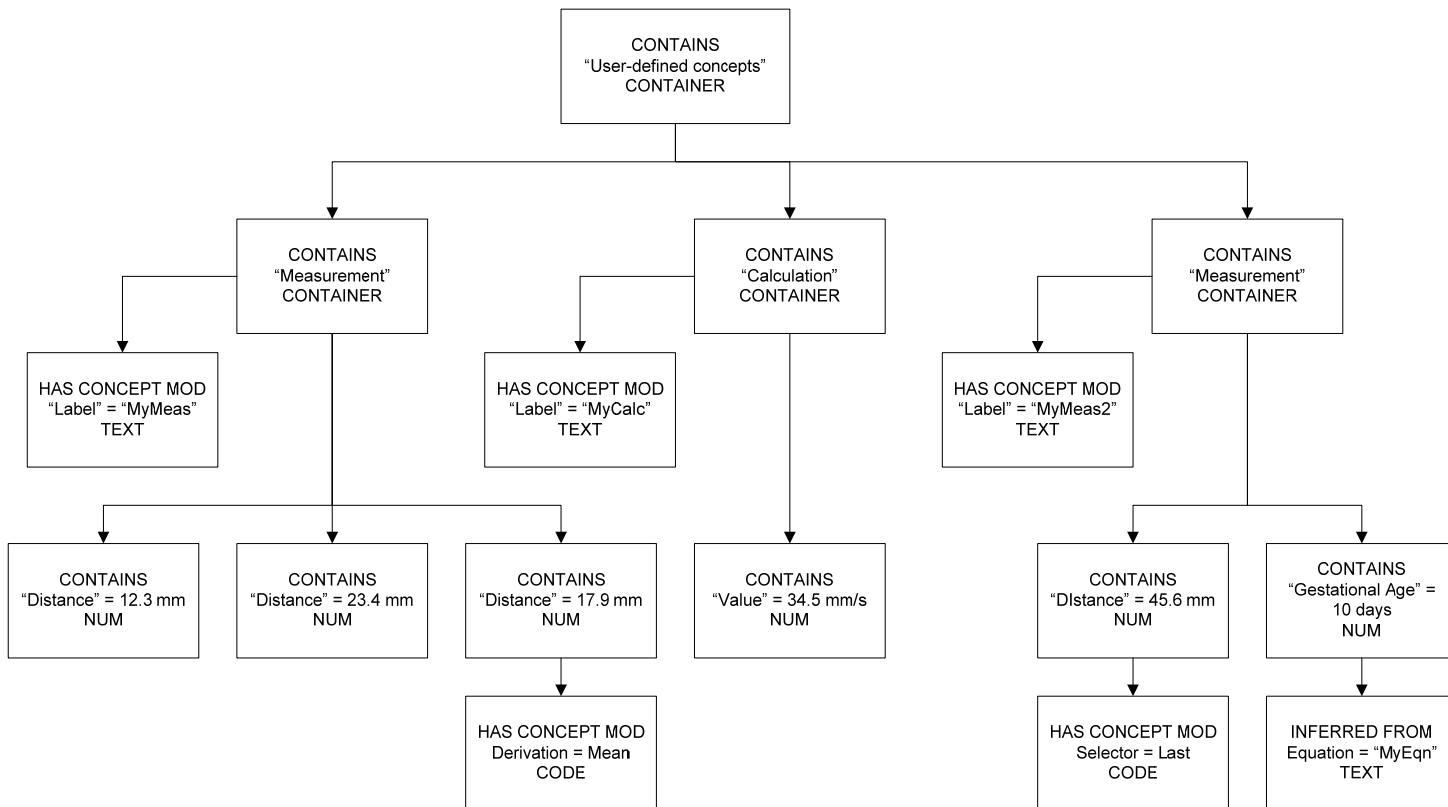 CONTAINS
“User-defined concepts”
CONTAINER
CONTAINS
“Measurement”
CONTAINER
CONTAINS
“Calculation”
CONTAINER
CONTAINS
“Measurement”
CONTAINER
HAS CONCEPT MOD
“Label” = “MyMeas”
TEXT
HAS CONCEPT MOD
“Label” = “MyCalc”
TEXT
HAS CONCEPT MOD
“Label” = “MyMeas2”
TEXT
CONTAINS
“Distance” = 12.3 mm
NUM
CONTAINS
“Distance” = 23.4 mm
NUM
CONTAINS
“Distance” = 17.9 mm
NUM
CONTAINS
“Value” = 34.5 mm/s
NUM
CONTAINS
“DIstance” = 45.6 mm
NUM
CONTAINS
“Gestational Age” =
10 days
NUM
HAS CONCEPT MOD
Derivation = Mean
CODE
HAS CONCEPT MOD
Selector = Last
CODE
INFERRED FROM
Equation = “MyEqn”
TEXT